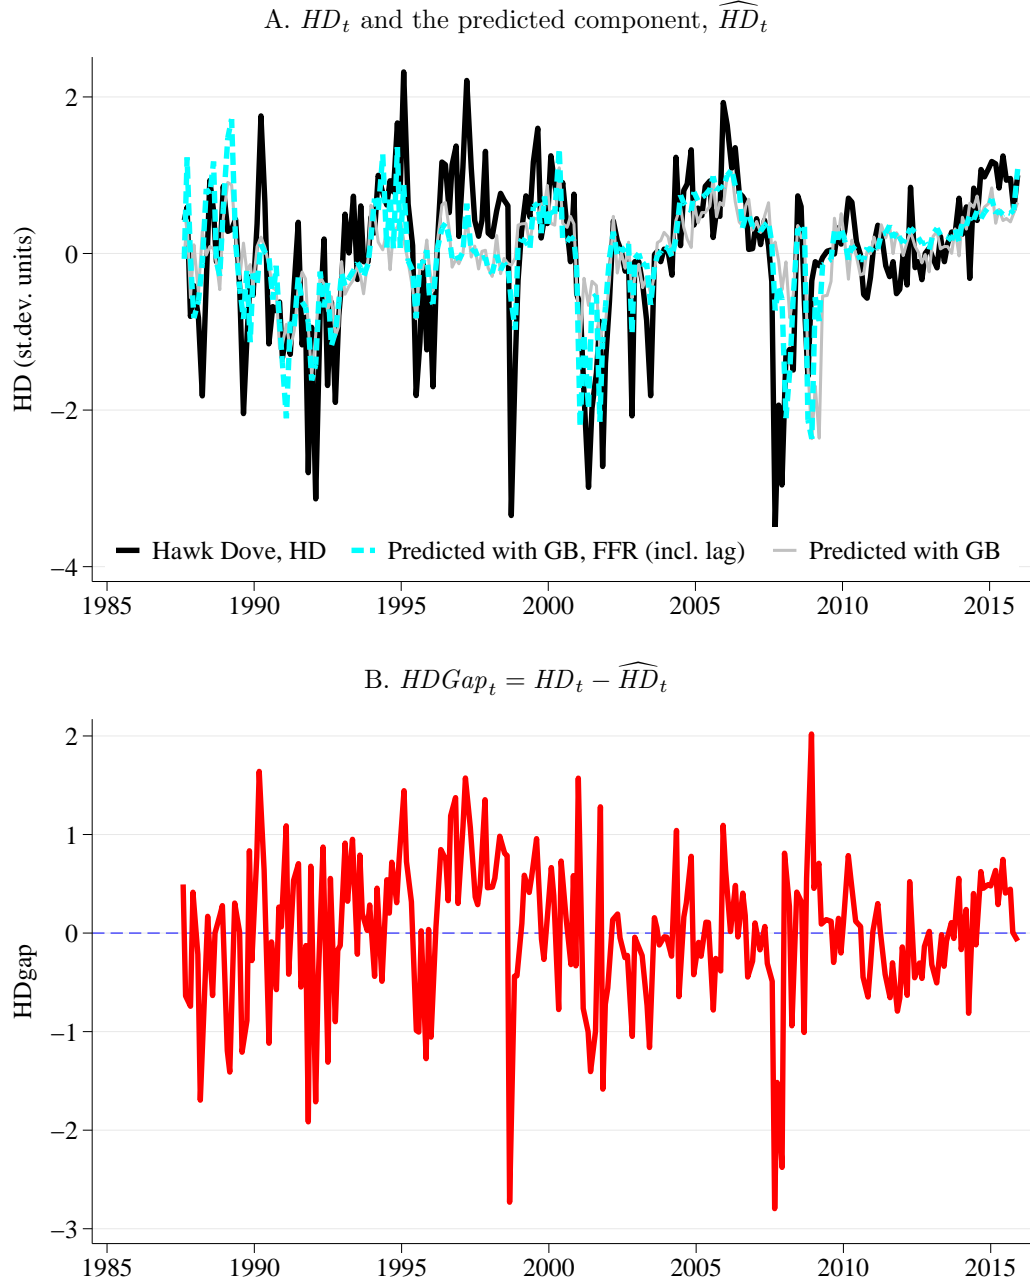 A. $HD_t$ and the predicted component, $\widehat{HD}_t$
2
0
−2
−4
HD (st.dev. units)
Hawk Dove, HD Predicted with GB, FFR (incl. lag) Predicted with GB
1985 1990 1995 2000 2005 2010 2015
B. $HDGap_t = HD_t - \widehat{HD}_t$
2
1
0
−1
−2
−3
HDgap
1985 1990 1995 2000 2005 2010 2015